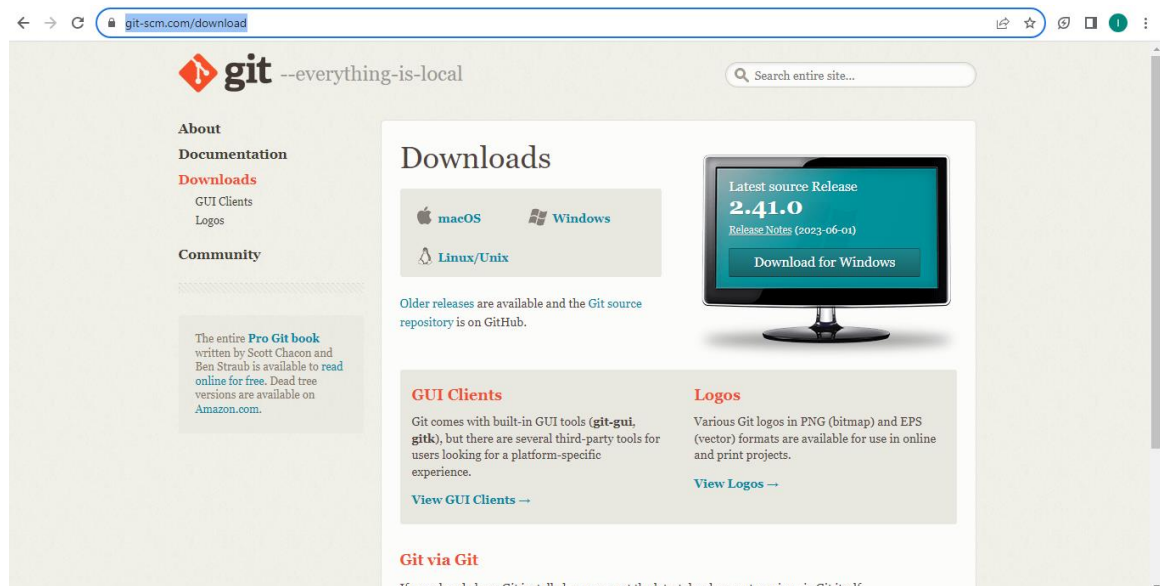 git-scm.com/download
I
git --everything-is-local
Search entire site...
About
Documentation
Downloads
GUI Clients
Logos
Community
The entire Pro Git book
written by Scott Chacon and
Ben Straub is available to read
online for free. Dead tree
versions are available on
Amazon.com.
Downloads
macOS
Windows
Linux/Unix
Older releases are available and the Git source
repository is on GitHub.
Latest source Release
2.41.0
Release Notes (2023-06-01)
Download for Windows
GUI Clients
Git comes with built-in GUI tools (git-gui,
gitk), but there are several third-party tools for
users looking for a platform-specific
experience.
View GUI Clients →
Logos
Various Git logos in PNG (bitmap) and EPS
(vector) formats are available for use in online
and print projects.
View Logos →
Git via Git